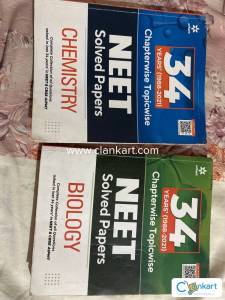 34
YEARS' (1988-2021)
Chapterwise Topicwise
NEET
Solved Papers
CHEMISTRY
www.clankart.com
arihant
34
YEARS' (1988-2021)
Chapterwise Topicwise
NEET
Solved Papers
BIOLOGY
Clankart